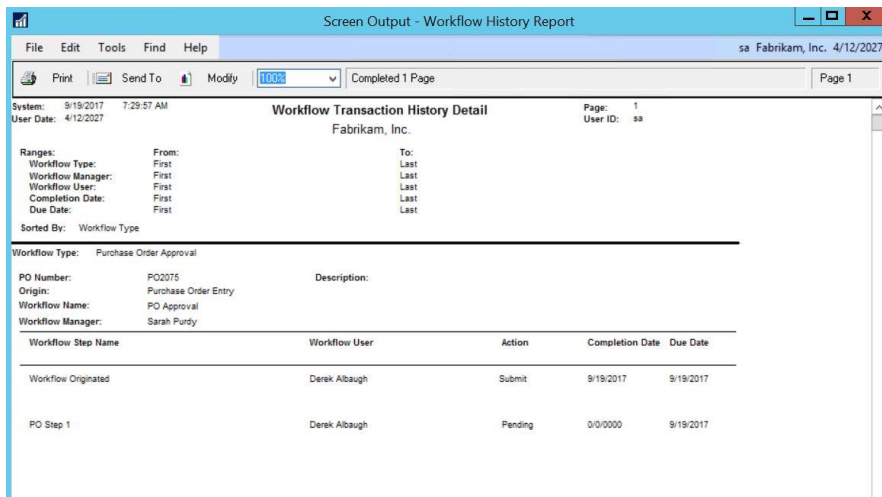 Screen Output - Workflow History Report
X
File Edit Tools Find Help
sa Fabrikam, Inc. 4/12/2027
Print Send To Modify 100% Completed 1 Page Page 1
System: 9/19/2017 7:29:57 AM Workflow Transaction History Detail Page: 1
User Date: 4/12/2027 Fabrikam, Inc. User ID: sa
Ranges: From: To:
Workflow Type: First Last
Workflow Manager: First Last
Workflow User: First Last
Completion Date: First Last
Due Date: First Last
Sorted By: Workflow Type
Workflow Type: Purchase Order Approval
PO Number: PO2075 Description:
Origin: Purchase Order Entry
Workflow Name: PO Approval
Workflow Manager: Sarah Purdy
Workflow Step Name Workflow User Action Completion Date Due Date
Workflow Originated Derek Albaugh Submit 9/19/2017 9/19/2017
PO Step 1 Derek Albaugh Pending 0/0/0000 9/19/2017